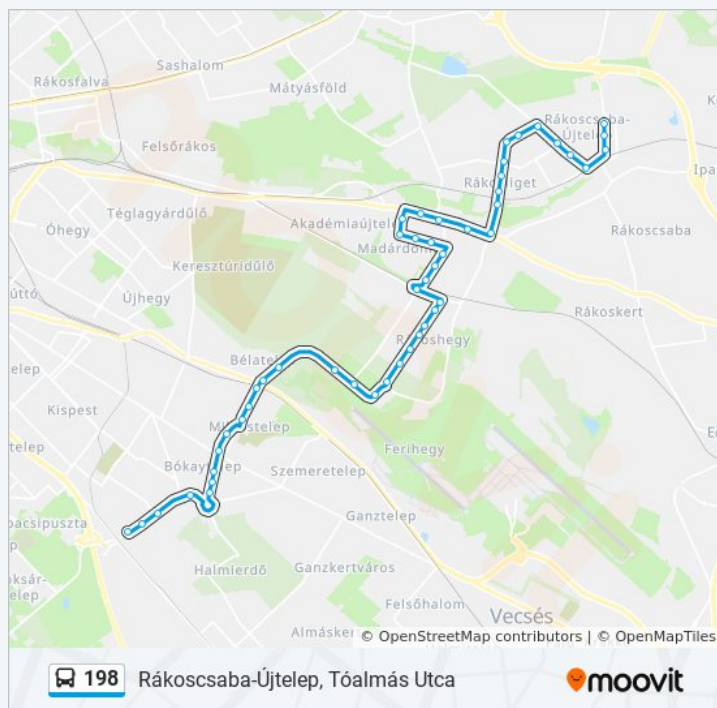 Sashalom
Rákosfalva
Mátyásföld
Rákoscsaba-
Újtelep
Felsőrákos
Rákosliget
Téglagyárdűlő
Akadémiaújtelep
Óhegy
Rákoscsaba
Madárdomb
Keresztúridűlő
Újhegy
Rákoskert
Rákoshegy
Bélatelep
Kispest
Miklóstelep
Ferihegy
Bókaytelep
Szemeretelep
Ganztelep
Halmierdő
Ganzkertváros
Felsőhalom
Vecsés
© OpenStreetMap contributors | © OpenMapTiles
198
Rákoscsaba-Újtelep, Tóalmás Utca
moovit